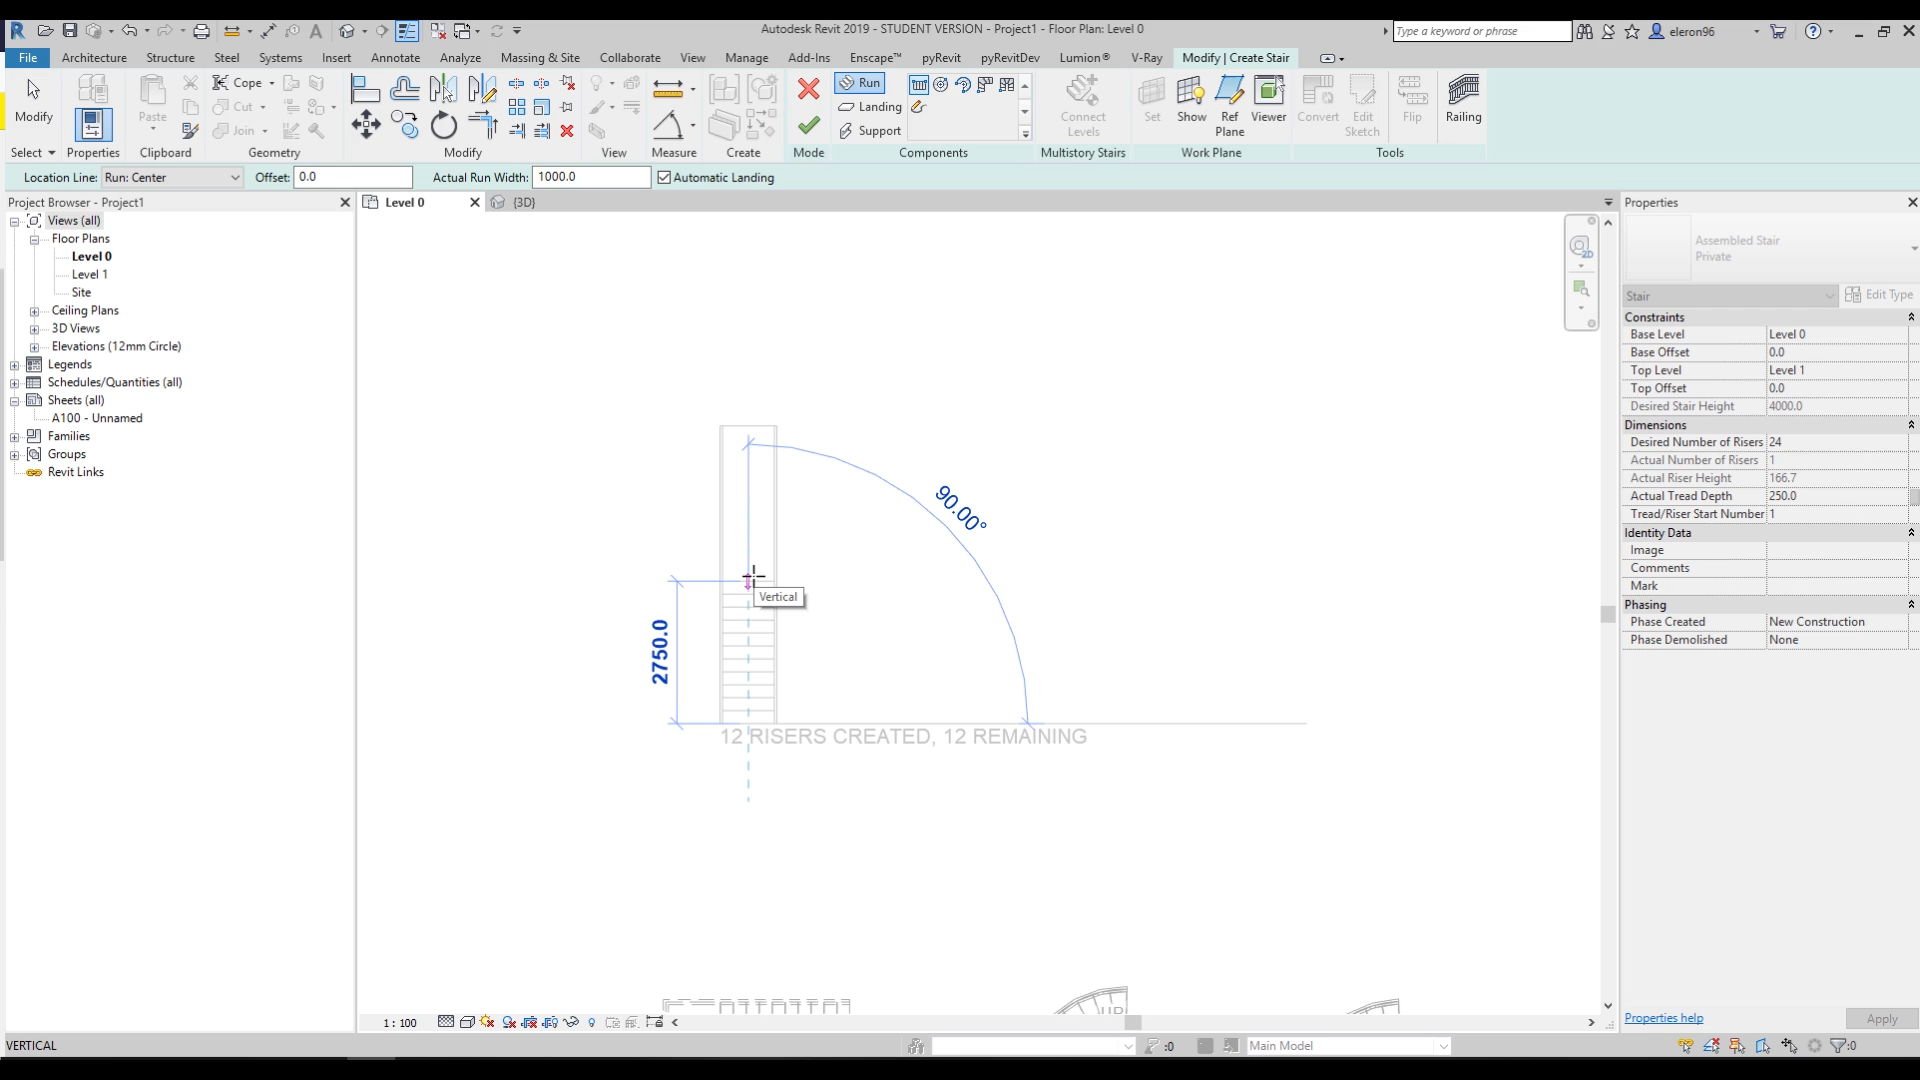 Autodesk Revit 2019 - STUDENT VERSION - Project1 - Floor Plan: Level 0
Type a keyword or phrase
eleron96
File Architecture Structure Steel Systems Insert Annotate Analyze Massing & Site Collaborate View Manage Add-Ins Enscape™ pyRevit pyRevitDev Lumion® V-Ray Modify | Create Stair
Modify
Paste
Cope
Cut
Join
Run
Landing
Support
Connect Levels
Set
Show
Ref Plane
Viewer
Convert
Edit Sketch
Flip
Railing
Select Properties Clipboard Geometry Modify View Measure Create Mode Components Multistory Stairs Work Plane Tools
Location Line: Run: Center Offset: 0.0 Actual Run Width: 1000.0 Automatic Landing
Project Browser - Project1
Level 0
{3D}
Views (all)
Floor Plans
Level 0
Level 1
Site
Ceiling Plans
3D Views
Elevations (12mm Circle)
Legends
Schedules/Quantities (all)
Sheets (all)
A100 - Unnamed
Families
Groups
Revit Links
2D
90.00°
Vertical
2750.0
12 RISERS CREATED, 12 REMAINING
UP
Properties
Assembled Stair
Private
Stair
Edit Type
Constraints
Base Level Level 0
Base Offset 0.0
Top Level Level 1
Top Offset 0.0
Desired Stair Height 4000.0
Dimensions
Desired Number of Risers 24
Actual Number of Risers 1
Actual Riser Height 166.7
Actual Tread Depth 250.0
Tread/Riser Start Number 1
Identity Data
Image
Comments
Mark
Phasing
Phase Created New Construction
Phase Demolished None
Properties help
Apply
1 : 100
VERTICAL
:0
Main Model
:0